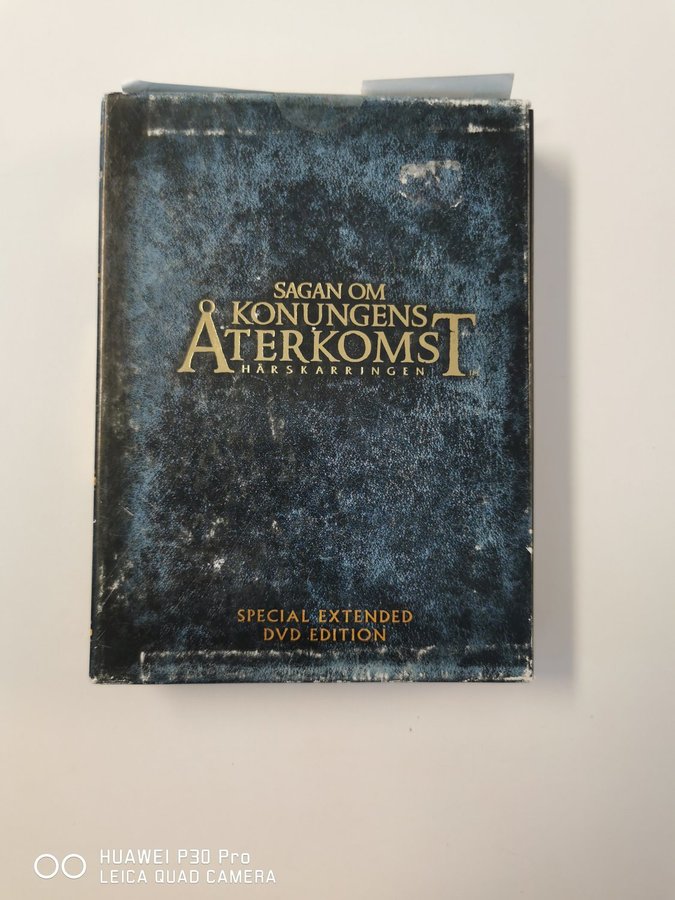 SAGAN OM
KONUNGENS
ÅTERKOMST
HÄRSKARRINGEN
SPECIAL EXTENDED
DVD EDITION
HUAWEI P30 Pro
LEICA QUAD CAMERA